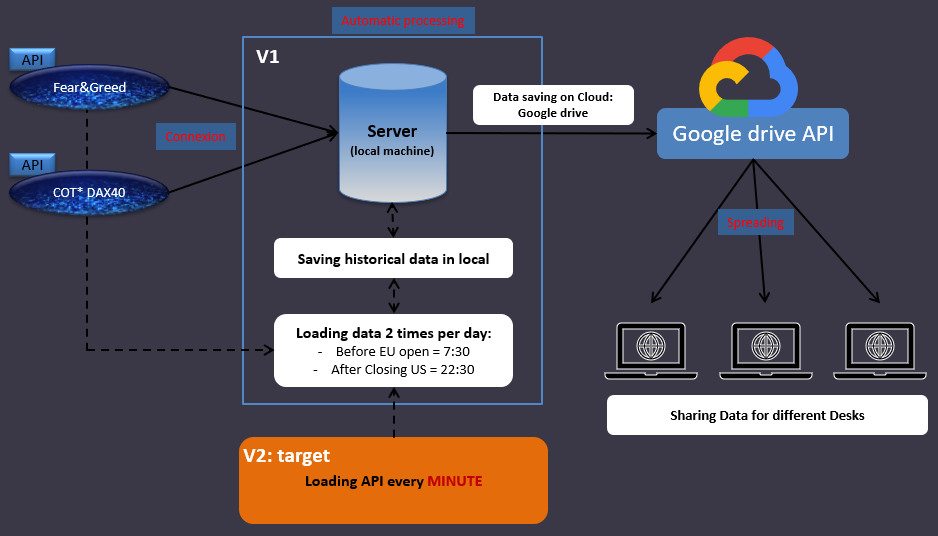 Automatic processing
V1
API
Fear&Greed
Connexion
API
COT* DAX40
Server
(local machine)
Data saving on Cloud:
Google drive
Google drive API
Spreading
Saving historical data in local
Loading data 2 times per day:
- Before EU open = 7:30
- After Closing US = 22:30
Sharing Data for different Desks
V2: target
Loading API every MINUTE